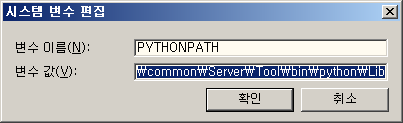 시스템 변수 편집
변수 이름(N): PYTHONPATH
변수 값(V): ₩common₩Server₩Tool₩bin₩python₩Lib
확인 취소